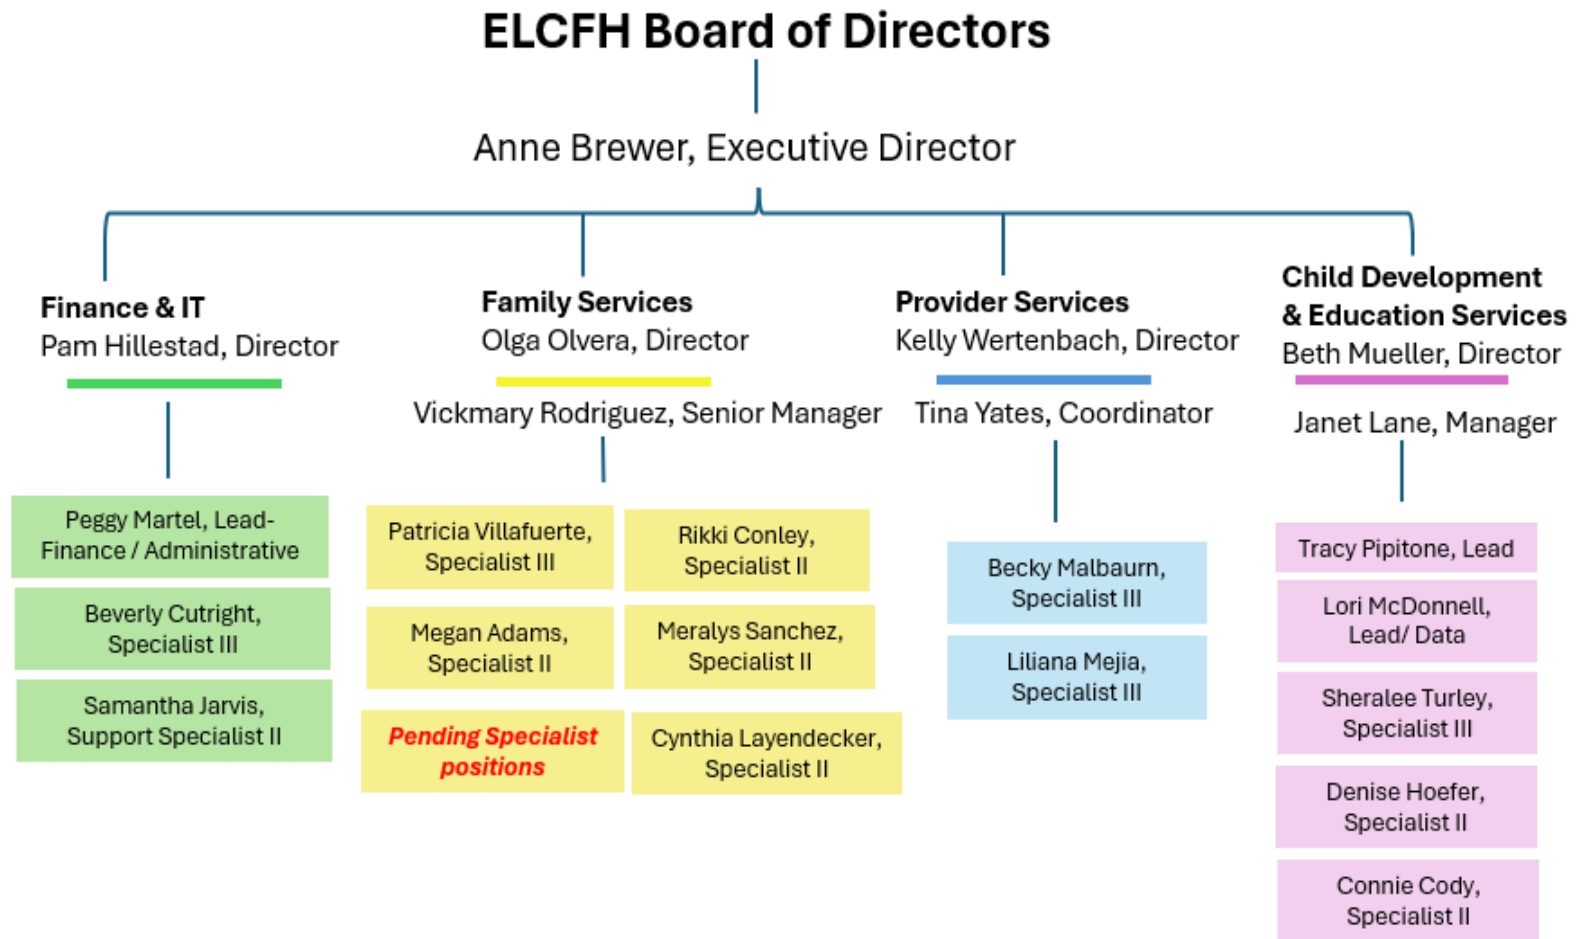 ELCFH Board of Directors
Anne Brewer, Executive Director
Finance & IT
Pam Hillestad, Director
Peggy Martel, Lead-
Finance / Administrative
Beverly Cutright,
Specialist III
Samantha Jarvis,
Support Specialist II
Family Services
Olga Olvera, Director
Vickmary Rodriguez, Senior Manager
Patricia Villafuerte,
Specialist III
Rikki Conley,
Specialist II
Megan Adams,
Specialist II
Meralys Sanchez,
Specialist II
Pending Specialist
positions
Cynthia Layendecker,
Specialist II
Provider Services
Kelly Wertenbach, Director
Tina Yates, Coordinator
Becky Malbaurn,
Specialist III
Liliana Mejia,
Specialist III
Child Development
& Education Services
Beth Mueller, Director
Janet Lane, Manager
Tracy Pipitone, Lead
Lori McDonnell,
Lead/ Data
Sheralee Turley,
Specialist III
Denise Hoefer,
Specialist II
Connie Cody,
Specialist II